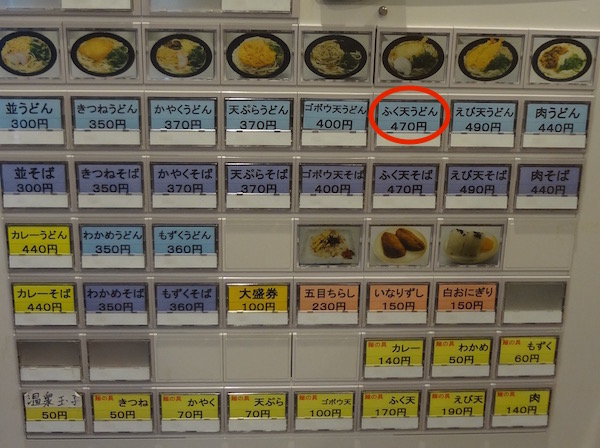 並うどん
300円
きつねうどん
350円
かやくうどん
370円
天ぷらうどん
370円
ゴボウ天うどん
400円
ふく天うどん
470円
えび天うどん
490円
肉うどん
440円
並そば
300円
きつねそば
350円
かやくそば
370円
天ぷらそば
370円
ゴボウ天そば
400円
ふく天そば
470円
えび天そば
490円
肉そば
440円
カレーうどん
440円
わかめうどん
350円
もずくうどん
360円
カレーそば
440円
わかめそば
350円
もずくそば
360円
大盛券
100円
五目ちらし
230円
いなりずし
150円
白おにぎり
150円
麺の具
カレー
140円
麺の具
わかめ
50円
麺の具
もずく
60円
温泉玉子
50円
麺の具
きつね
50円
麺の具
かやく
70円
麺の具
天ぷら
70円
麺の具
ゴボウ天
100円
麺の具
ふく天
170円
麺の具
えび天
190円
麺の具
肉
140円